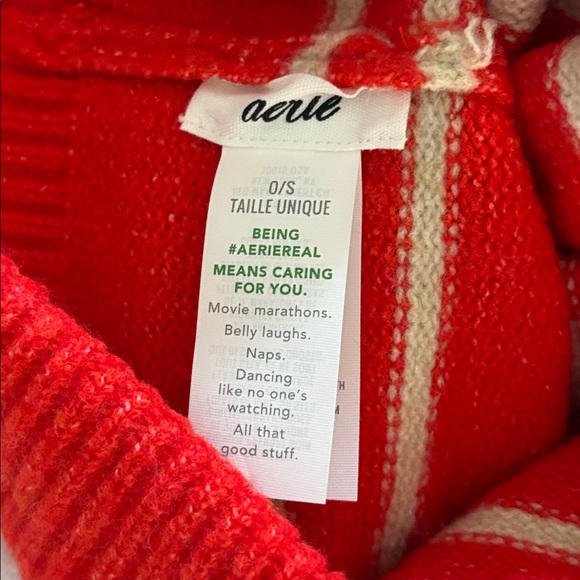 aerie
O/S
TAILLE UNIQUE
BEING
#AERIEREAL
MEANS CARING
FOR YOU.
Movie marathons.
Belly laughs.
Naps.
Dancing
like no one's
watching.
All that
good stuff.